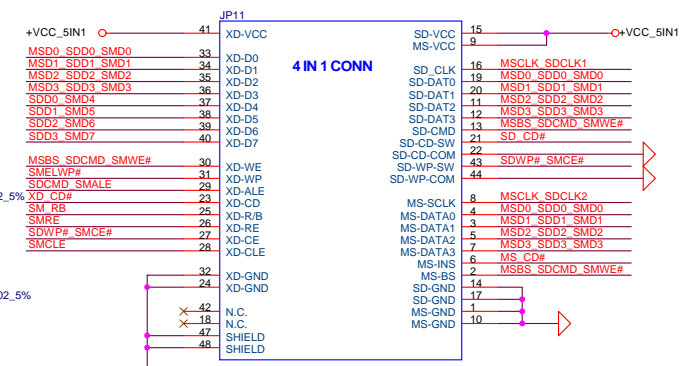 JP11
+VCC_5IN1 41 XD-VCC SD-VCC 15 +VCC_5IN1
MS-VCC 9
4 IN 1 CONN
MSD0_SDD0_SMD0 33 XD-D0
MSD1_SDD1_SMD1 34 XD-D1 SD_CLK 16 MSCLK_SDCLK1
MSD2_SDD2_SMD2 35 XD-D2 SD-DAT0 19 MSD0_SDD0_SMD0
MSD3_SDD3_SMD3 36 XD-D3 SD-DAT1 20 MSD1_SDD1_SMD1
SDD0_SMD4 37 XD-D4 SD-DAT2 11 MSD2_SDD2_SMD2
SDD1_SMD5 38 XD-D5 SD-DAT3 12 MSD3_SDD3_SMD3
SDD2_SMD6 39 XD-D6 SD-CMD 13 MSBS_SDCMD_SMWE#
SDD3_SMD7 40 XD-D7 SD-CD-SW 21 SD_CD#
SD-CD-COM 22
MSBS_SDCMD_SMWE# 30 XD-WE SD-WP-SW 43 SDWP#_SMCE#
SMELWP# 31 XD-WP SD-WP-COM 44
SDCMD_SMALE 29 XD-ALE
2_5% XD_CD# 23 XD-CD MS-SCLK 8 MSCLK_SDCLK2
SM_RB 25 XD-R/B MS-DATA0 4 MSD0_SDD0_SMD0
SMRE 26 XD-RE MS-DATA1 3 MSD1_SDD1_SMD1
SDWP#_SMCE# 27 XD-CE MS-DATA2 5 MSD2_SDD2_SMD2
SMCLE 28 XD-CLE MS-DATA3 7 MSD3_SDD3_SMD3
MS-INS 6 MS_CD#
32 XD-GND MS-BS 2 MSBS_SDCMD_SMWE#
24 XD-GND SD-GND 14
02_5% SD-GND 17
42 N.C. MS-GND 1
18 N.C. MS-GND 10
47 SHIELD
48 SHIELD